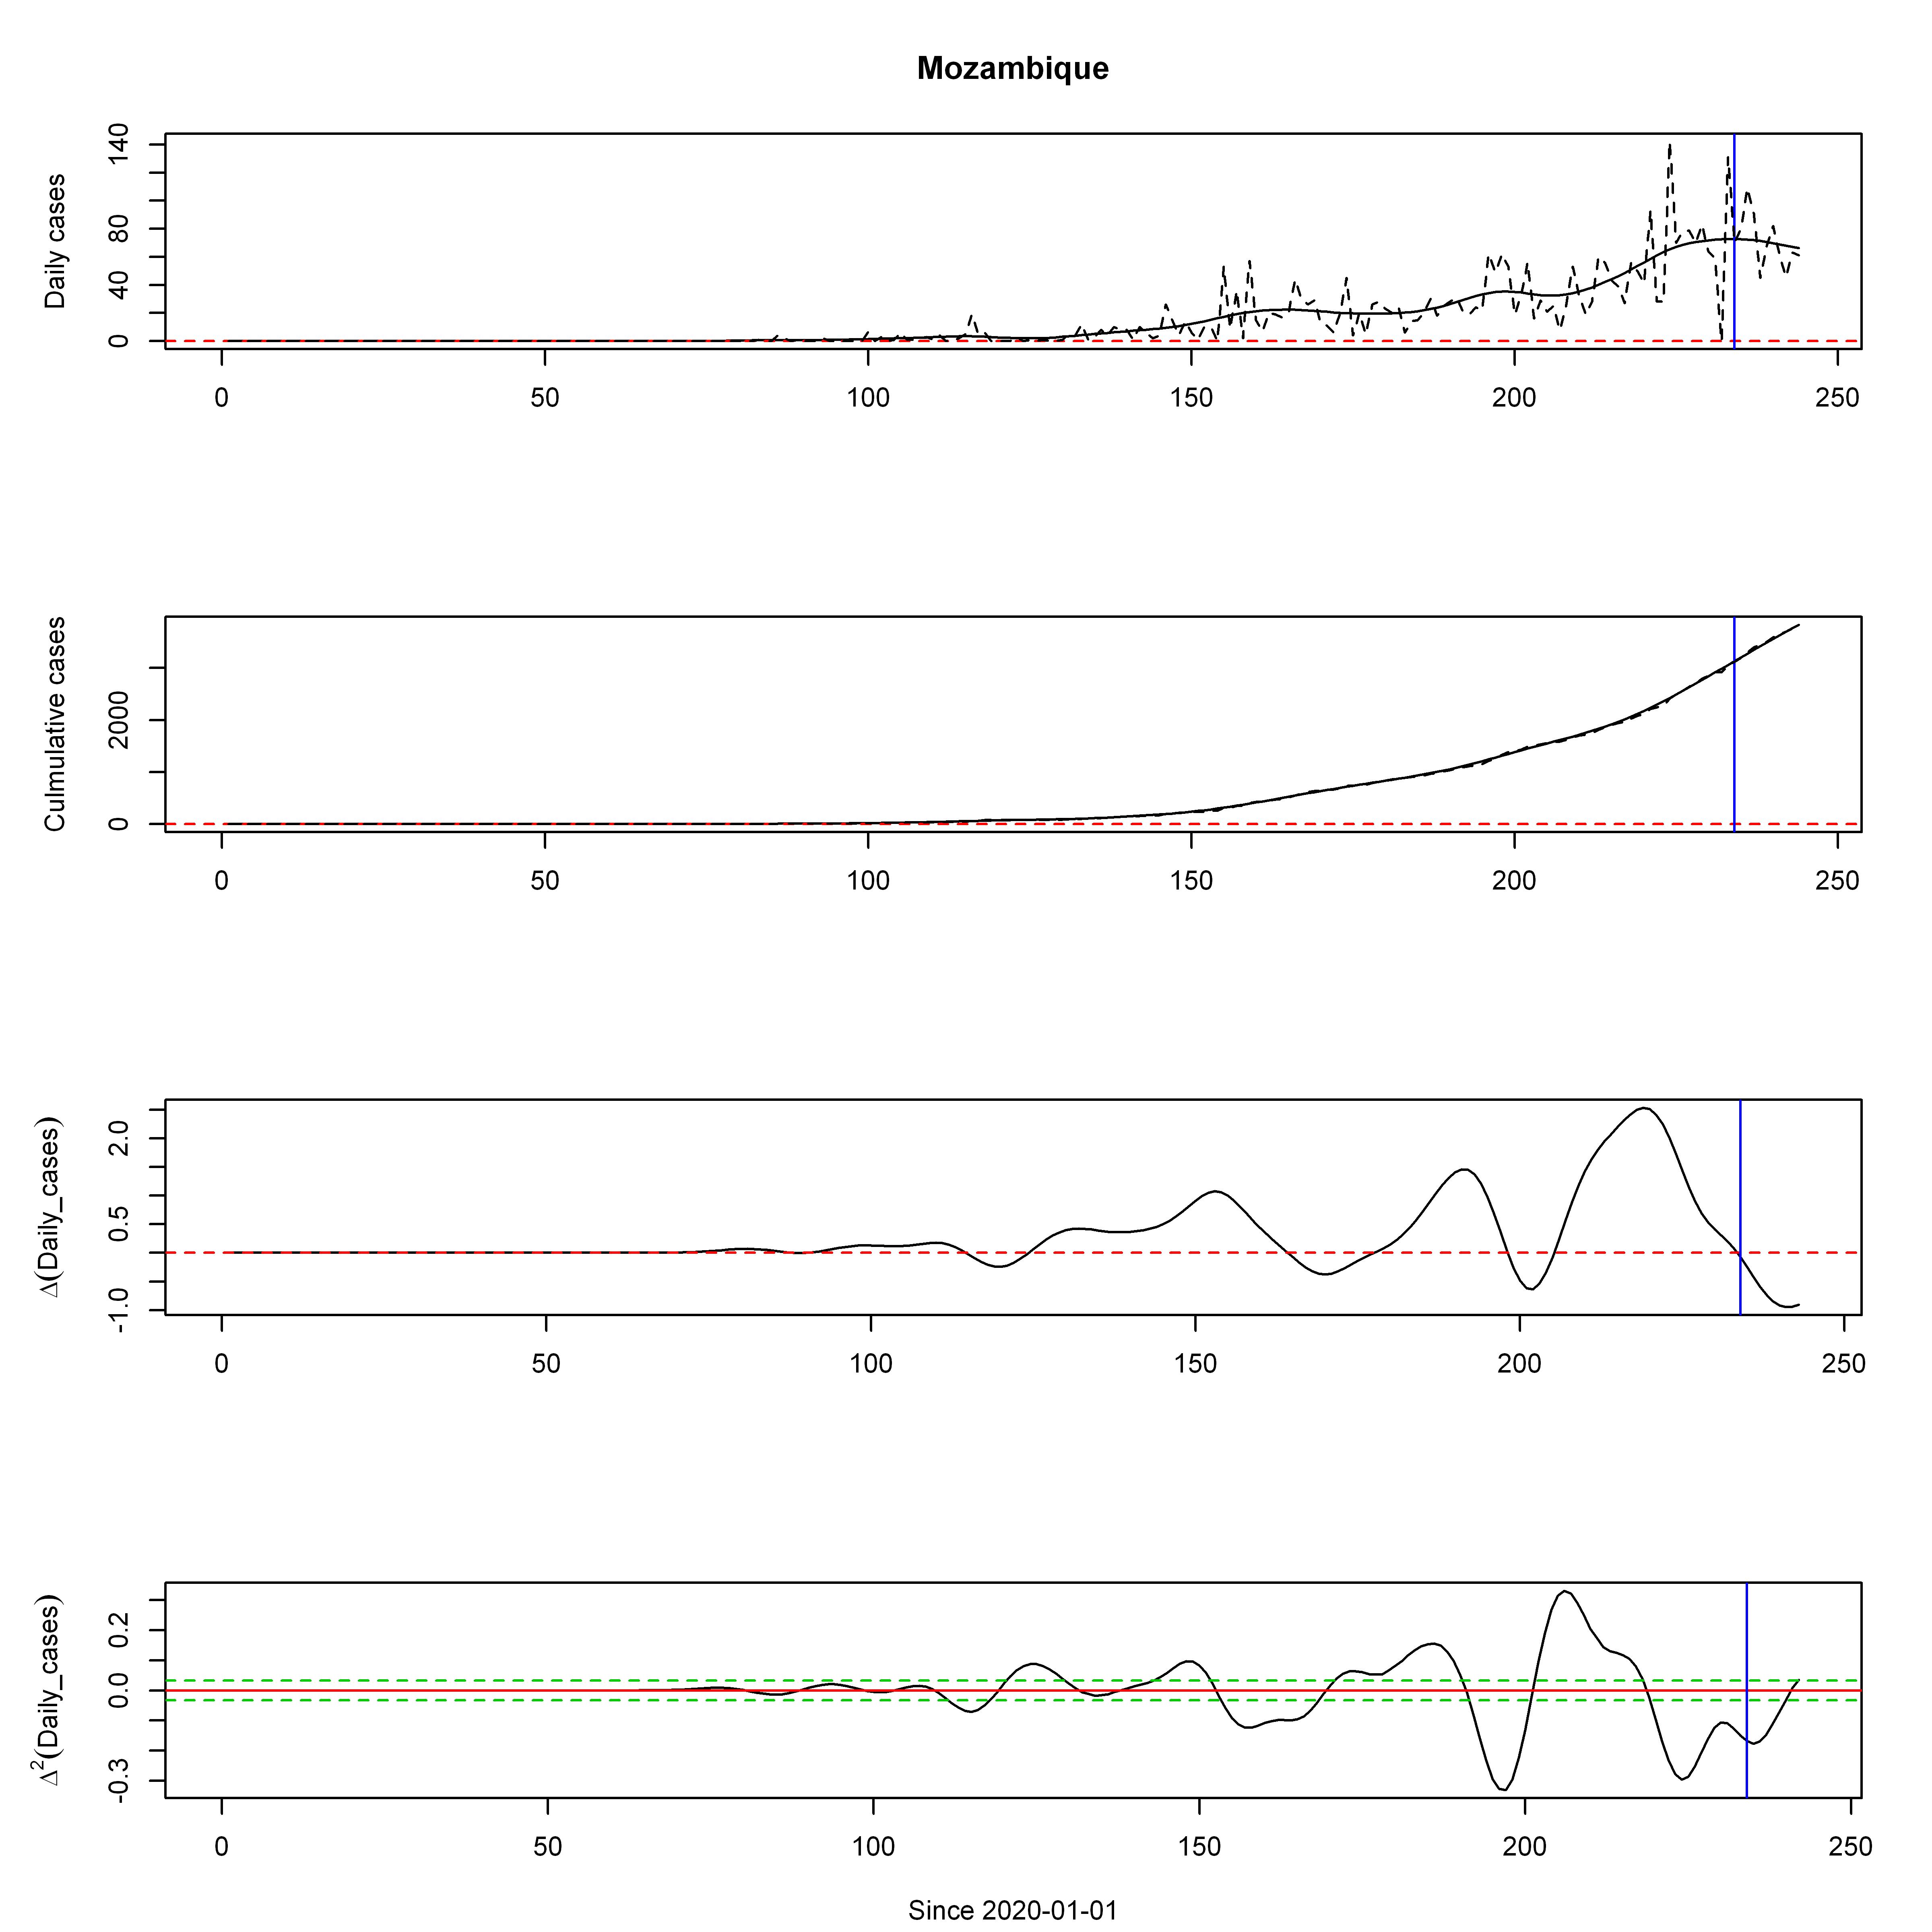 Mozambique
Daily cases
140
80
40
0
0 50 100 150 200 250
Culmulative cases
2000
0
0 50 100 150 200 250
Δ(Daily_cases)
2.0
0.5
-1.0
0 50 100 150 200 250
Δ²(Daily_cases)
0.2
0.0
-0.3
0 50 100 150 200 250
Since 2020-01-01